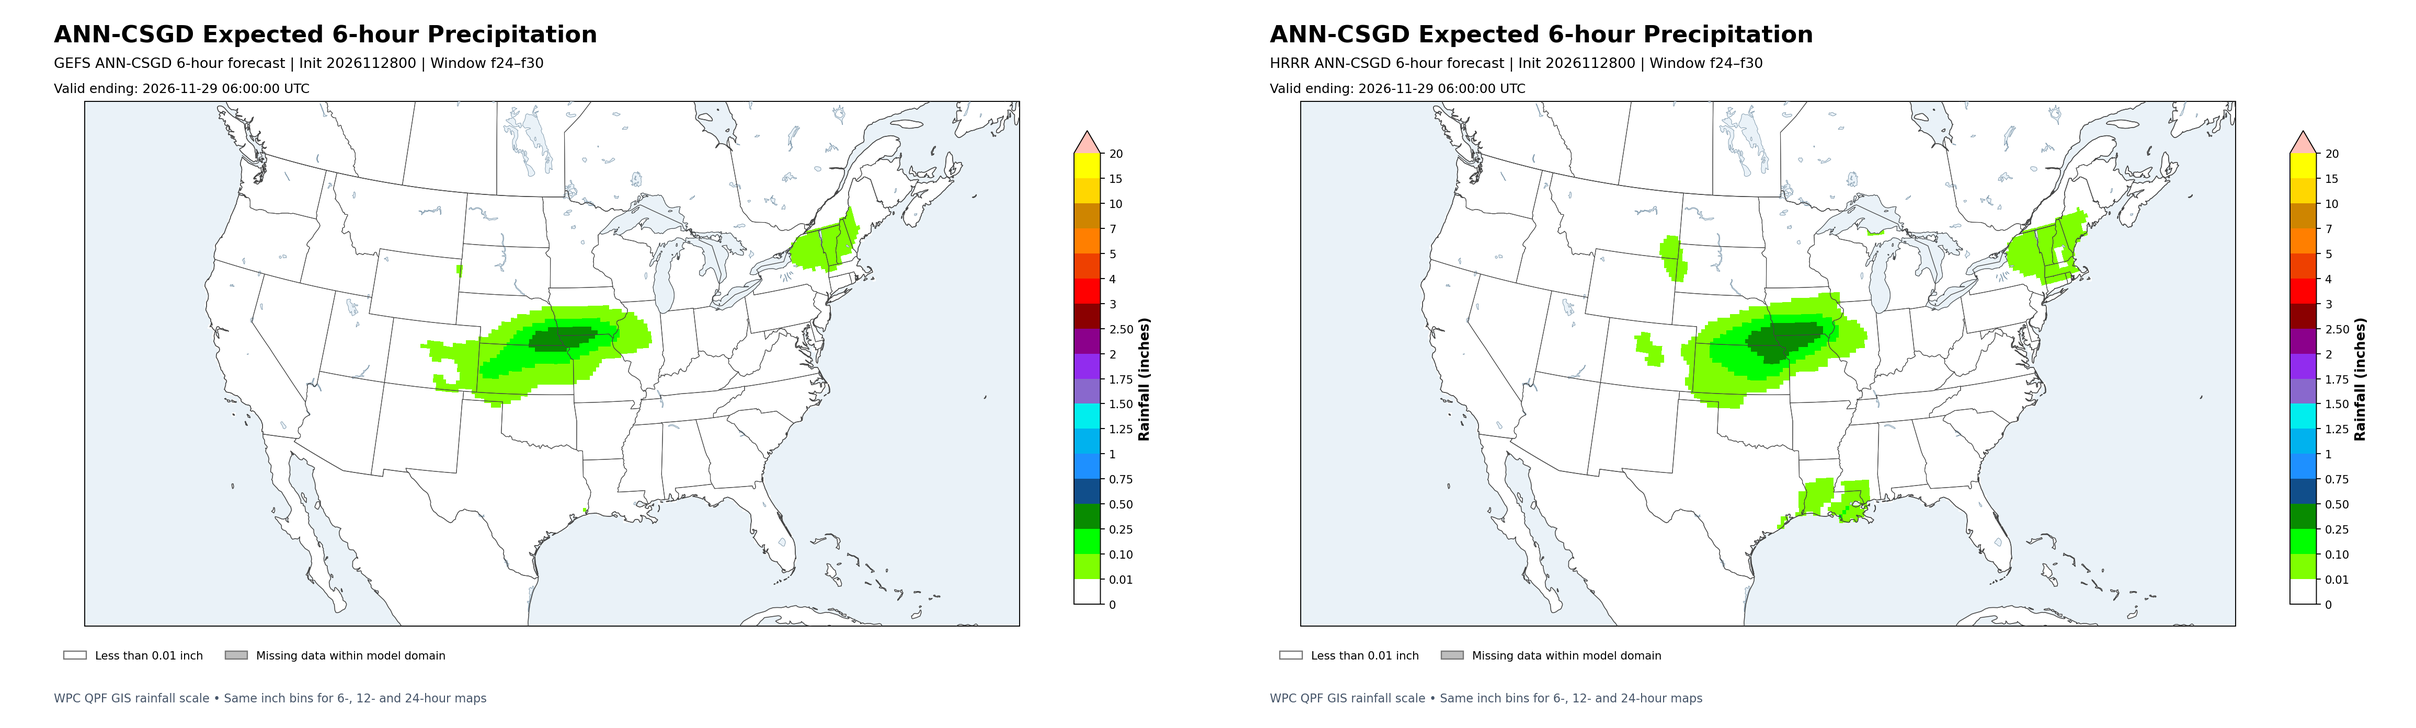 ANN-CSGD Expected 6-hour Precipitation
GEFS ANN-CSGD 6-hour forecast | Init 2026112800 | Window f24–f30
Valid ending: 2026-11-29 06:00:00 UTC
20
15
10
7
5
4
3
2.50
2
1.75
1.50
1.25
1
0.75
0.50
0.25
0.10
0.01
0
Rainfall (inches)
Less than 0.01 inch
Missing data within model domain
WPC QPF GIS rainfall scale • Same inch bins for 6-, 12- and 24-hour maps
ANN-CSGD Expected 6-hour Precipitation
HRRR ANN-CSGD 6-hour forecast | Init 2026112800 | Window f24–f30
Valid ending: 2026-11-29 06:00:00 UTC
20
15
10
7
5
4
3
2.50
2
1.75
1.50
1.25
1
0.75
0.50
0.25
0.10
0.01
0
Rainfall (inches)
Less than 0.01 inch
Missing data within model domain
WPC QPF GIS rainfall scale • Same inch bins for 6-, 12- and 24-hour maps